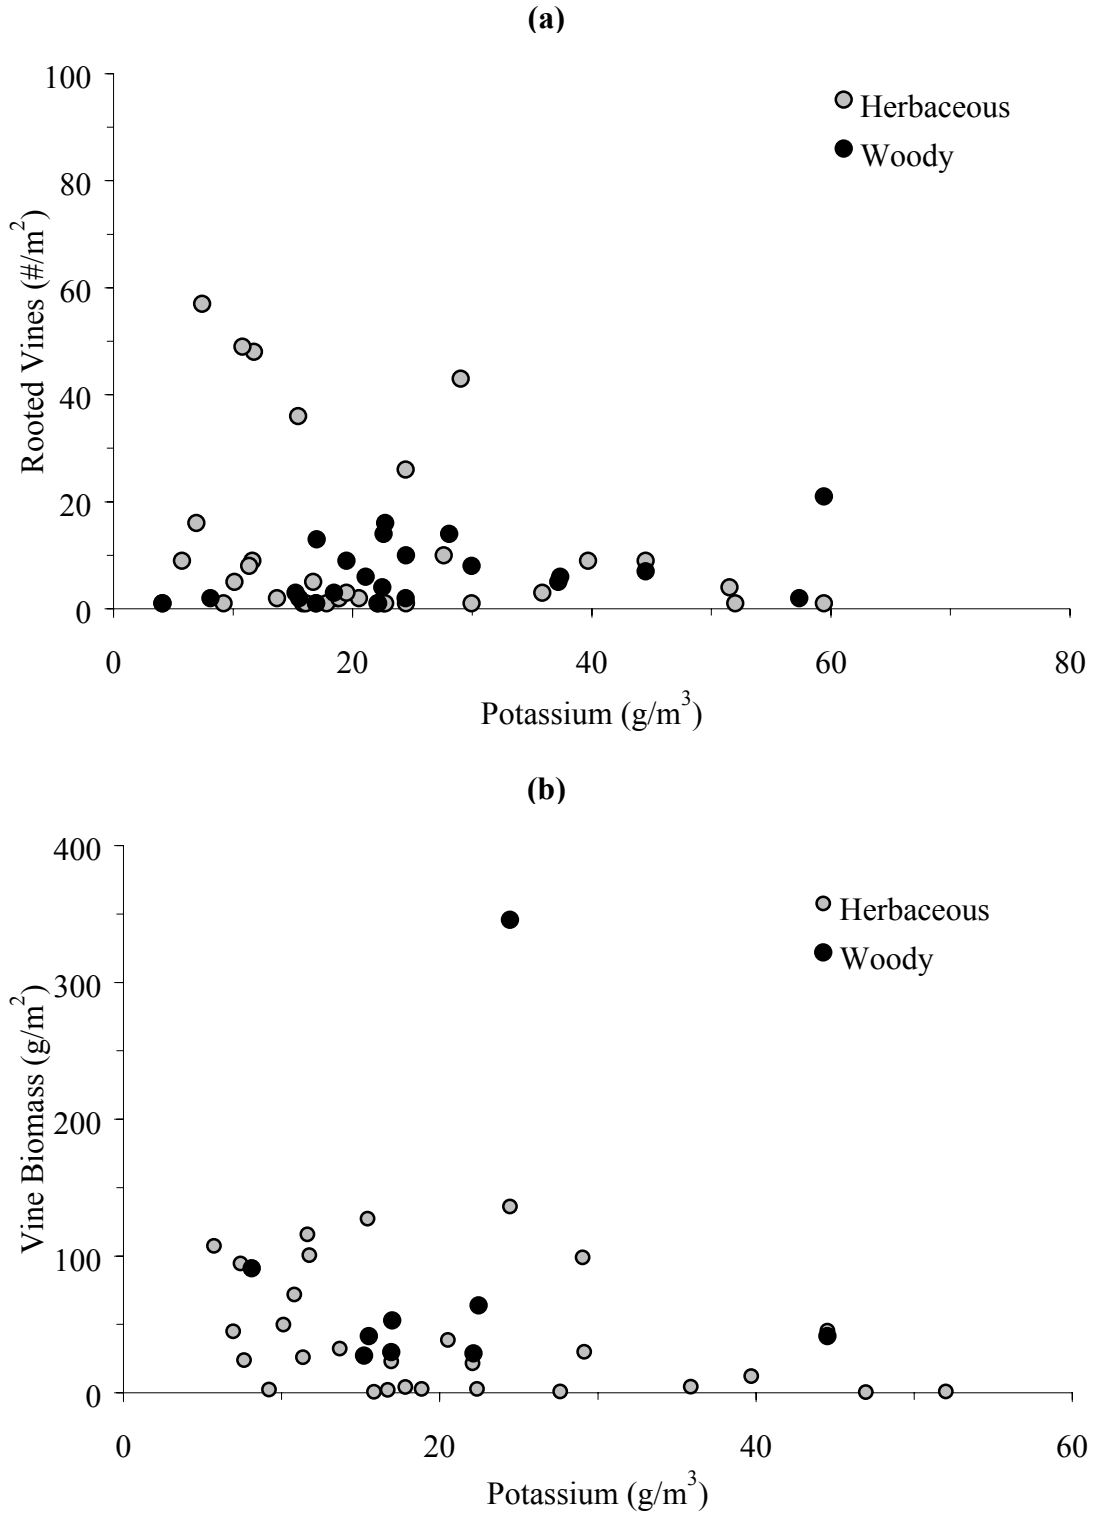 (a)
100
80
60
40
20
0
Rooted Vines (#/m²)
Herbaceous
Woody
0 20 40 60 80
Potassium (g/m³)
(b)
400
300
200
100
0
Vine Biomass (g/m²)
Herbaceous
Woody
0 20 40 60
Potassium (g/m³)